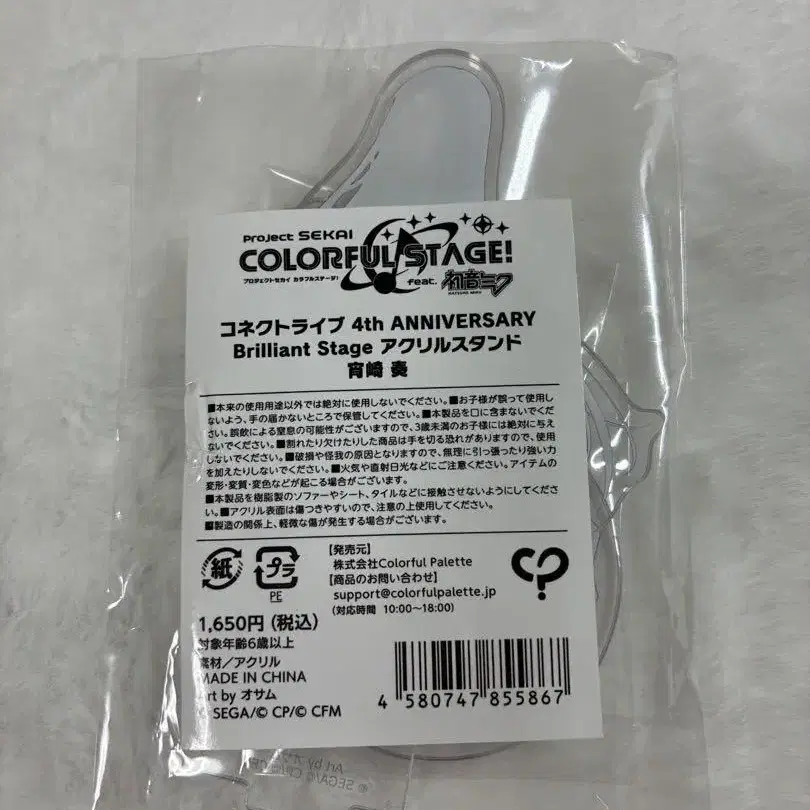 Project SEKAI
COLORFUL STAGE!
プロジェクトセカイ カラフルステージ!
feat. 初音ミク
HATSUNE MIKU
コネクトライブ 4th ANNIVERSARY
Brilliant Stage アクリルスタンド
宵崎 奏
■本来の使用用途以外では絶対に使用しないでください。■お子様が誤って使用し
ないよう、手の届かないところで保管してください。■本製品を口に含まないでくだ
さい。誤飲による窒息の可能性がございますので、3歳未満のお子様には絶対に与え
ないでください。■割れたり欠けたりした商品は手を切る恐れがありますので、使用
しないでください。■破損や怪我の原因となりますので、無理に引っ張ったり強い力
を加えたりしないでください。■火気や直射日光などにご注意ください。アイテムの
変形・変質・変色などが起こる場合がございます。
■本製品を樹脂製のソファーやシート、タイルなどに接触させないようにしてくださ
い。■アクリル表面は傷つきやすいので、注意の上使用してください。
■製造の関係上、軽微な傷が発生する場合がございます。
紙
プラ
PE
【発売元】
株式会社Colorful Palette
【商品のお問い合わせ】
support@colorfulpalette.jp
(対応時間 10:00~18:00)
1,650円(税込)
対象年齢6歳以上
素材/アクリル
MADE IN CHINA
Art by オサム
© SEGA/© CP/© CFM
4 580747 855867
Art by オサ
© SEGA/© CP/© CF